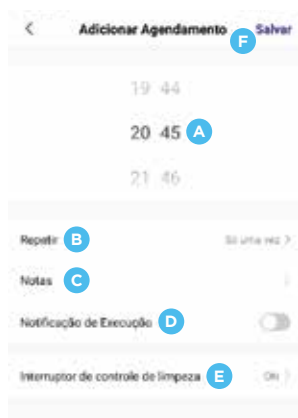 Adicionar Agendamento F Salvar
19 44
20 45 A
21 46
Repetir B Só uma vez
Notas C
Notificação de Execução D
Interruptor de controle de limpeza E ON